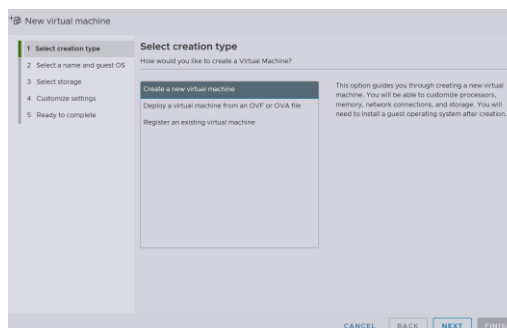 New virtual machine
1 Select creation type
2 Select a name and guest OS
3 Select storage
4 Customize settings
5 Ready to complete
Select creation type
How would you like to create a Virtual Machine?
Create a new virtual machine
Deploy a virtual machine from an OVF or OVA file
Register an existing virtual machine
This option guides you through creating a new virtual
machine. You will be able to customize processors,
memory, network connections, and storage. You will
need to install a guest operating system after creation.
CANCEL BACK NEXT FINIS